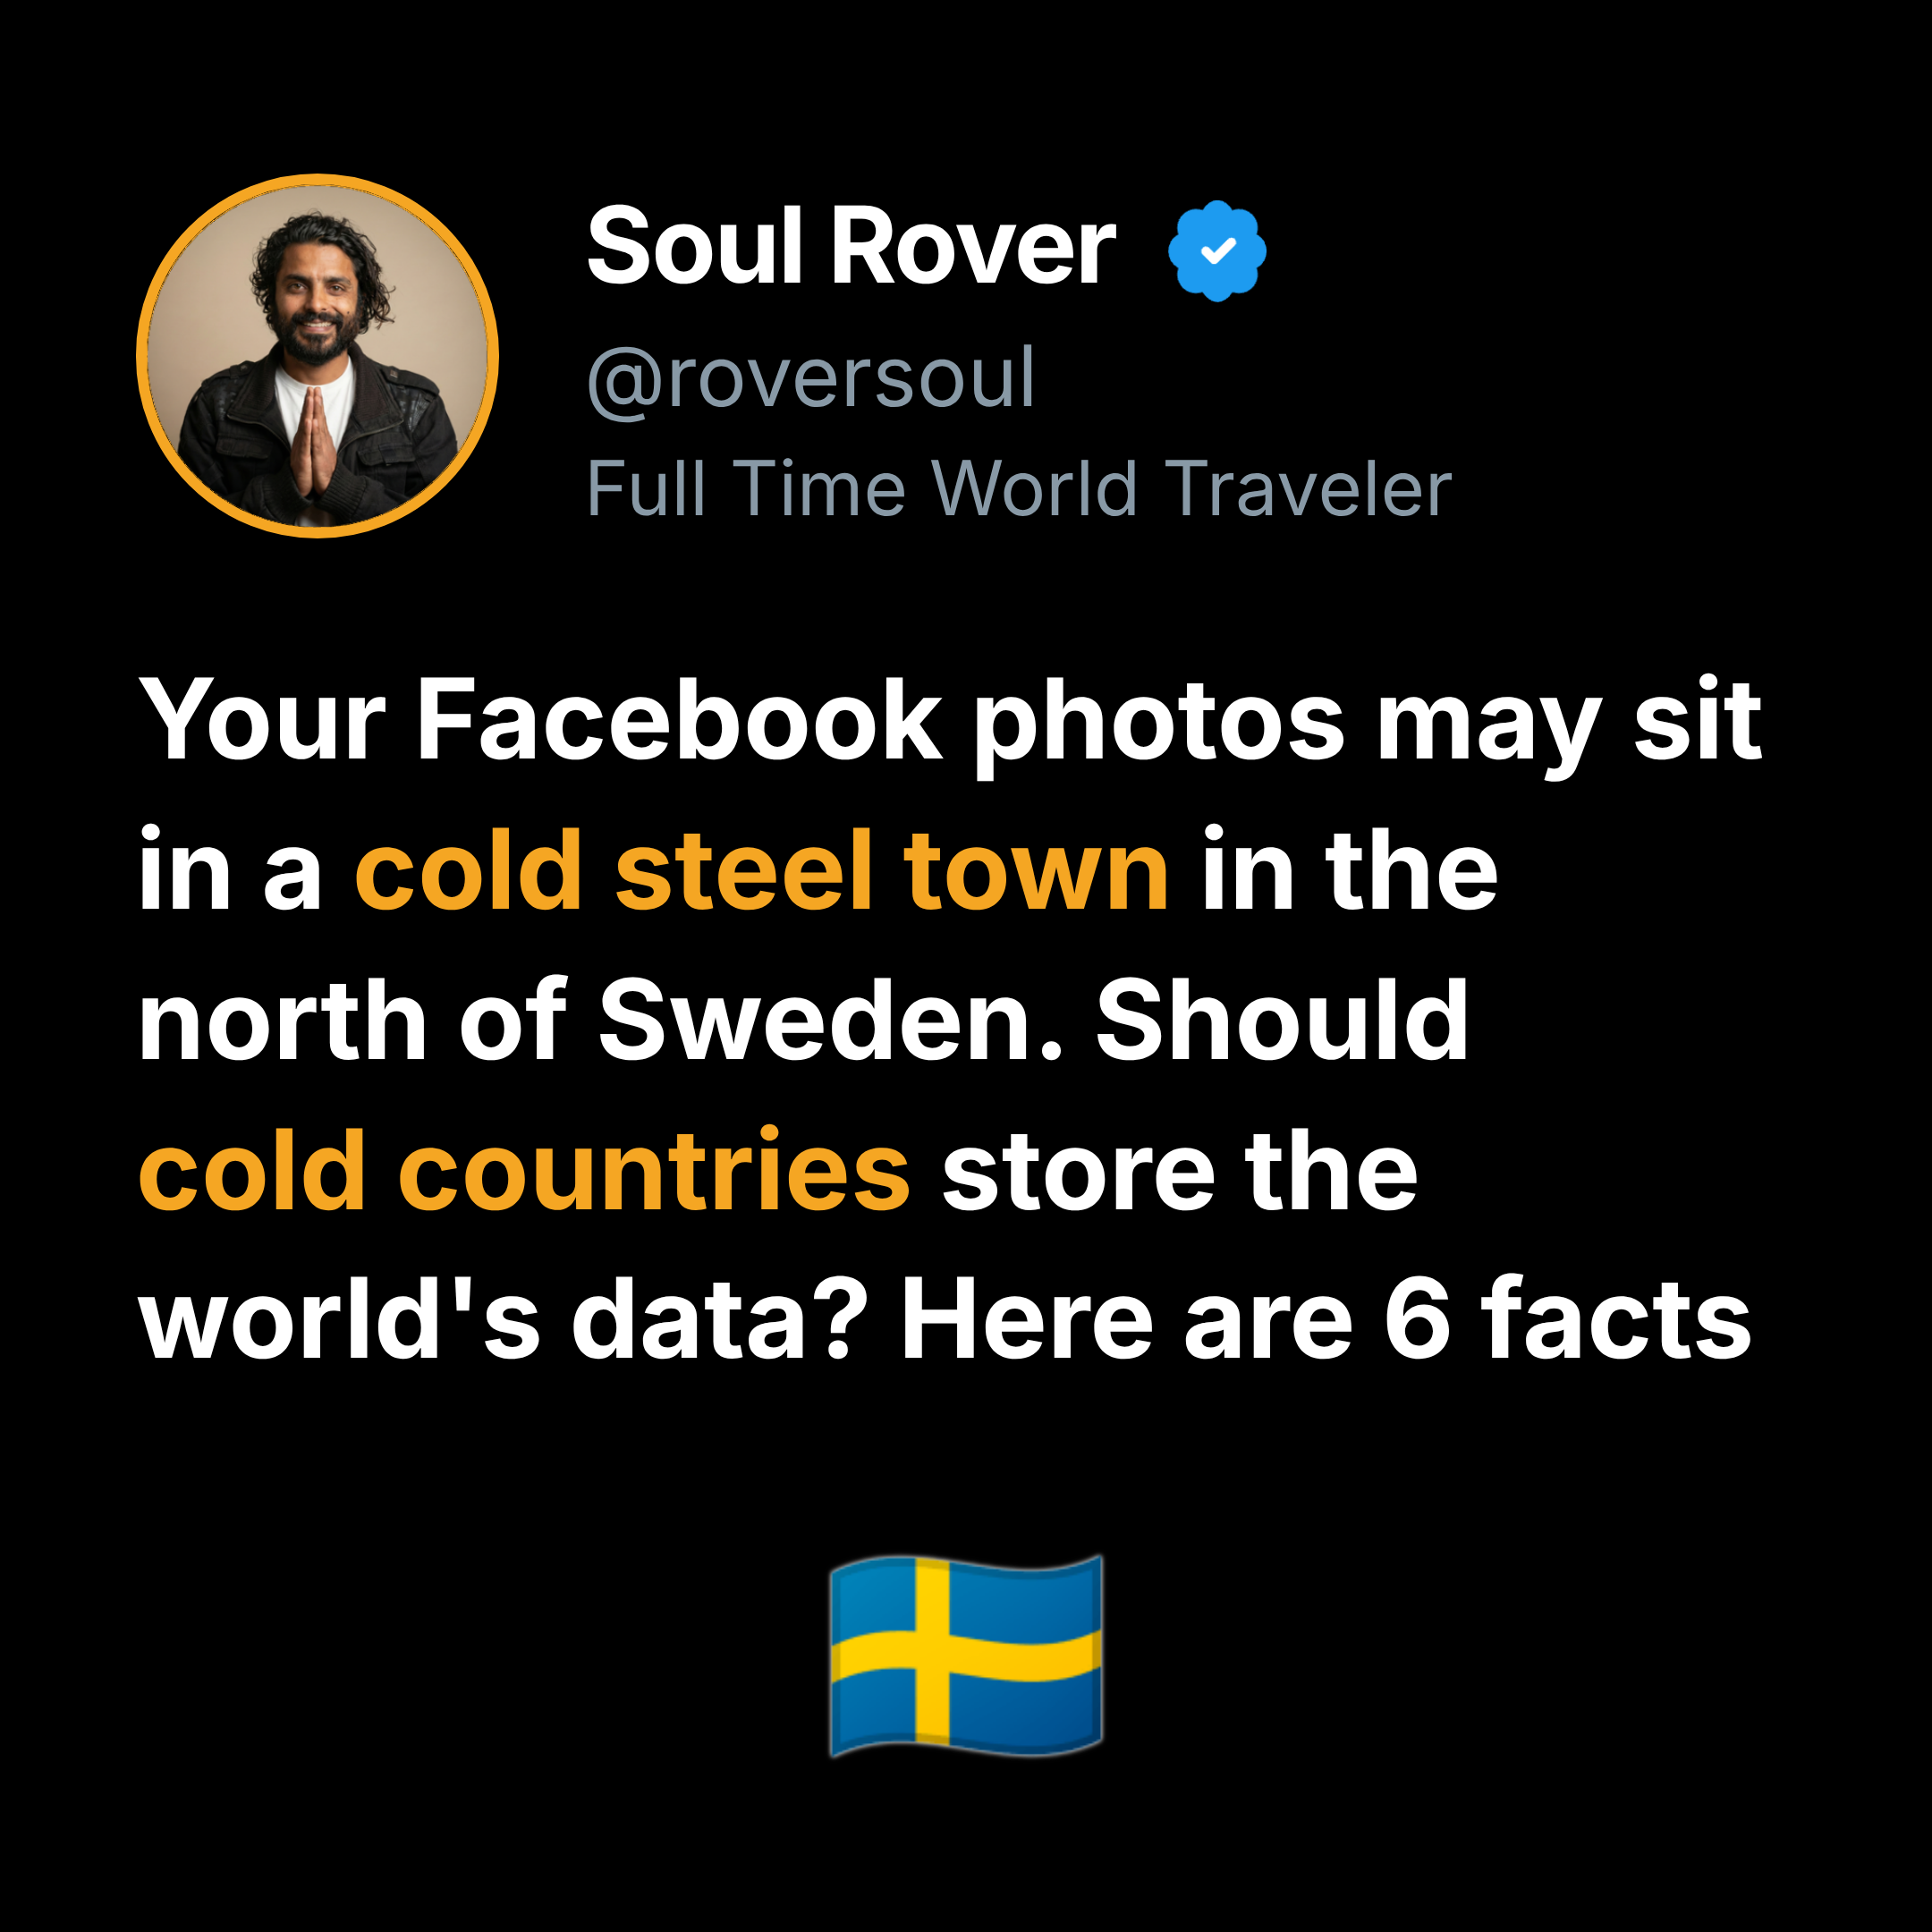 Soul Rover
@roversoul
Full Time World Traveler
Your Facebook photos may sit
in a cold steel town in the
north of Sweden. Should
cold countries store the
world's data? Here are 6 facts